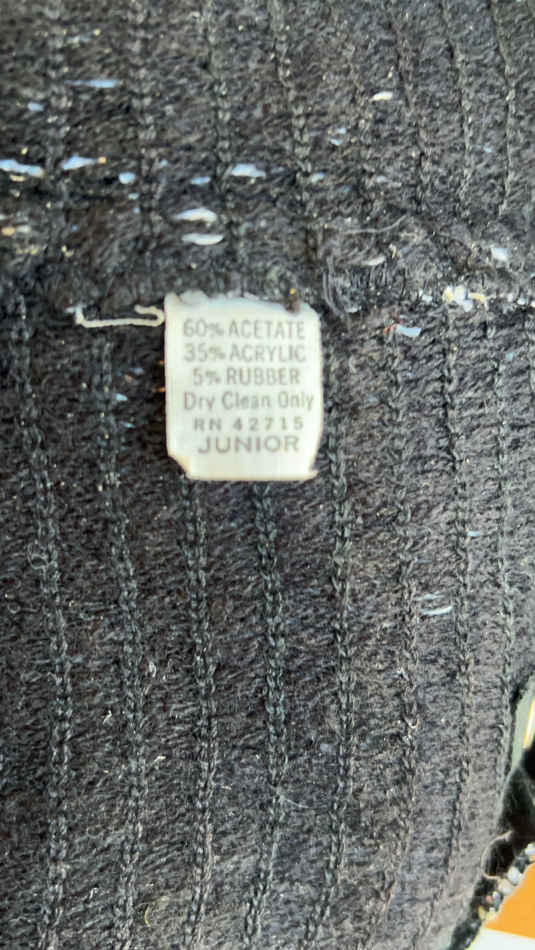 60% ACETATE
35% ACRYLIC
5% RUBBER
Dry Clean Only
RN 42715
JUNIOR